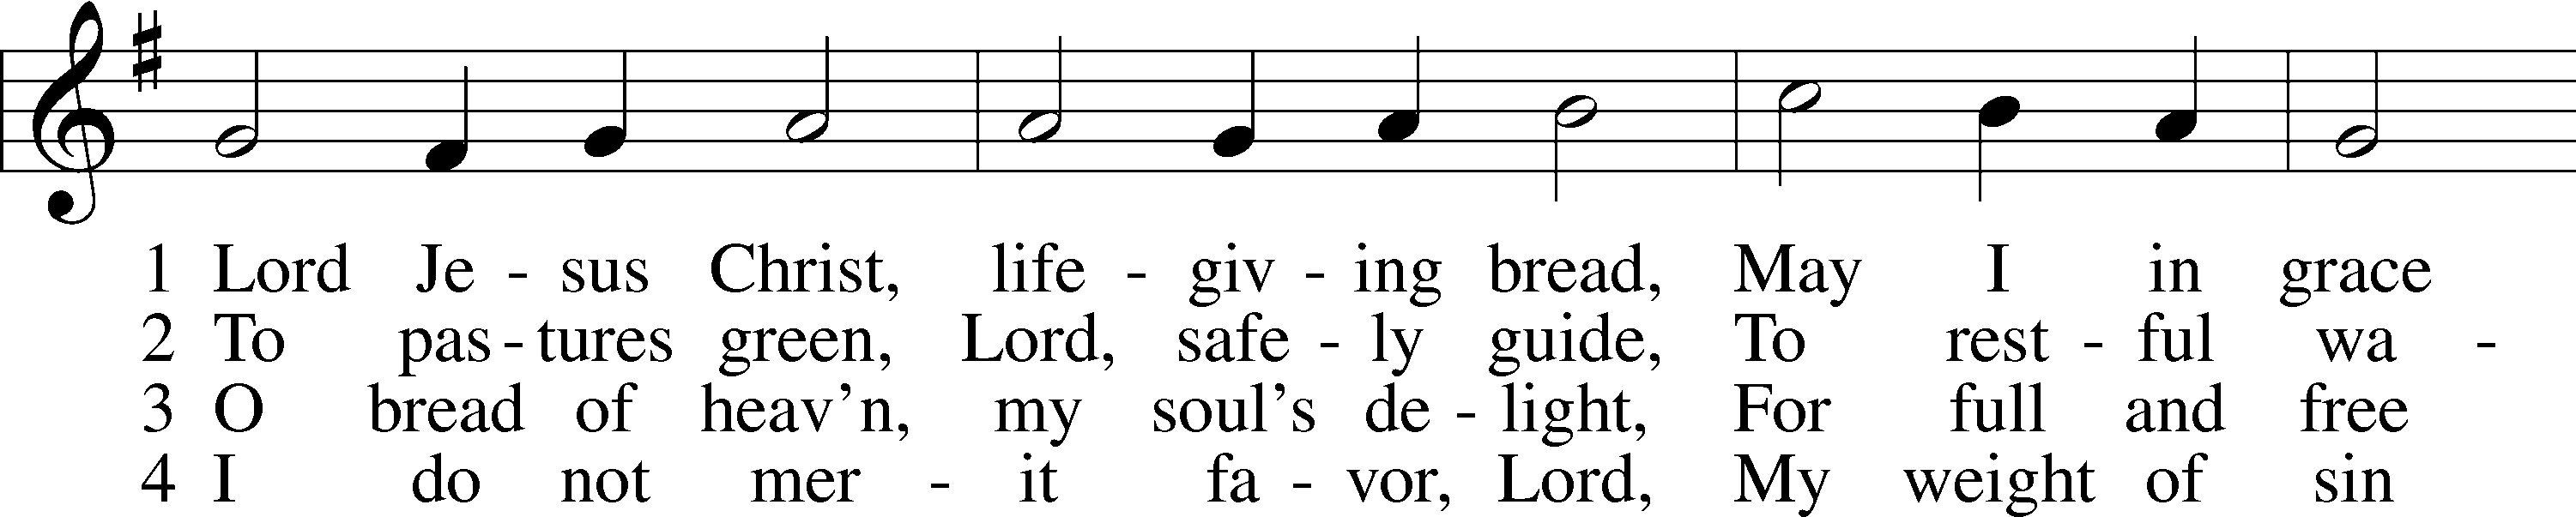 1 Lord Je - sus Christ, life - giv - ing bread, May I in grace
2 To pas - tures green, Lord, safe - ly guide, To rest - ful wa -
3 O bread of heav'n, my soul's de - light, For full and free
4 I do not mer - it fa - vor, Lord, My weight of sin